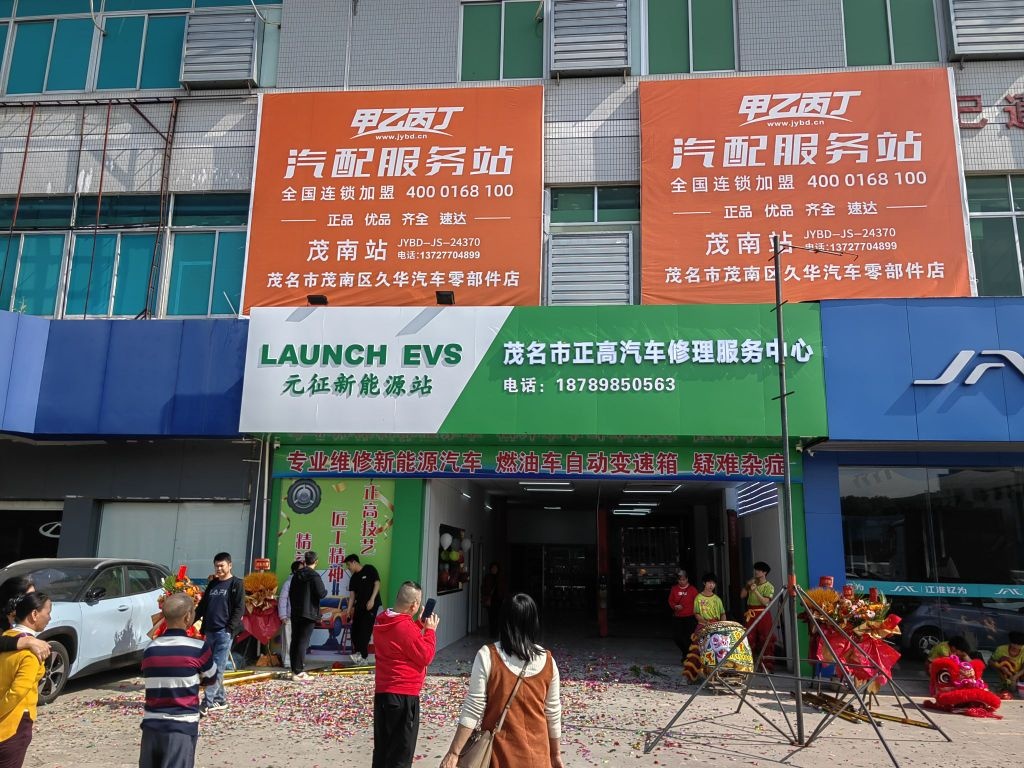 甲乙丙丁
www.jybd.cn
汽配服务站
全国连锁加盟 400 0168 100
正品 优品 齐全 速达
茂南站 JYBD-JS-24370
电话:13727704899
茂名市茂南区久华汽车零部件店
甲乙丙丁
www.jybd.cn
汽配服务站
全国连锁加盟 400 0168 100
正品 优品 齐全 速达
茂南站 JYBD-JS-24370
电话:13727704899
茂名市茂南区久华汽车零部件店
LAUNCH EVS
元征新能源站
茂名市正高汽车修理服务中心
电话：18789850563
JAC
专业维修新能源汽车 燃油车自动变速箱 疑难杂症
正高技艺
匠工精神
JAC 江淮钇为 JAC